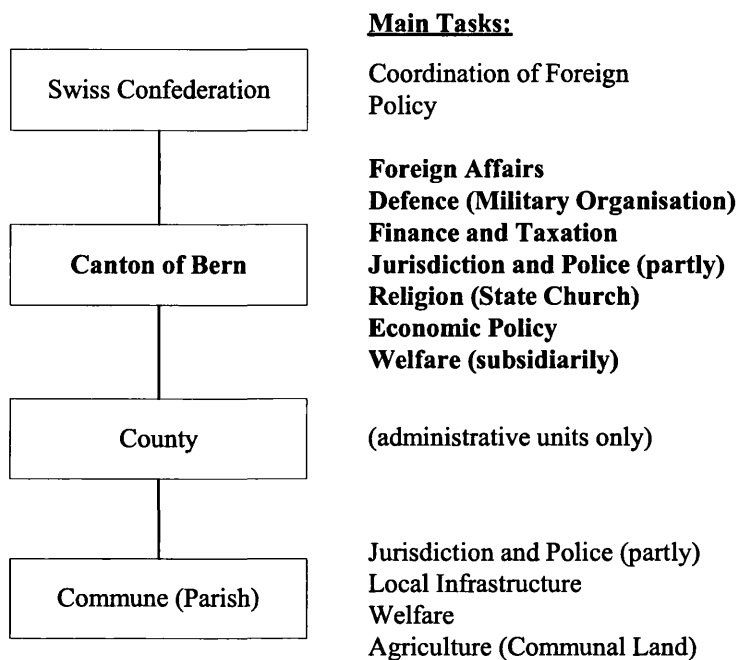 Main Tasks:
Swiss Confederation
Coordination of Foreign
Policy
Canton of Bern
Foreign Affairs
Defence (Military Organisation)
Finance and Taxation
Jurisdiction and Police (partly)
Religion (State Church)
Economic Policy
Welfare (subsidiarily)
County
(administrative units only)
Commune (Parish)
Jurisdiction and Police (partly)
Local Infrastructure
Welfare
Agriculture (Communal Land)